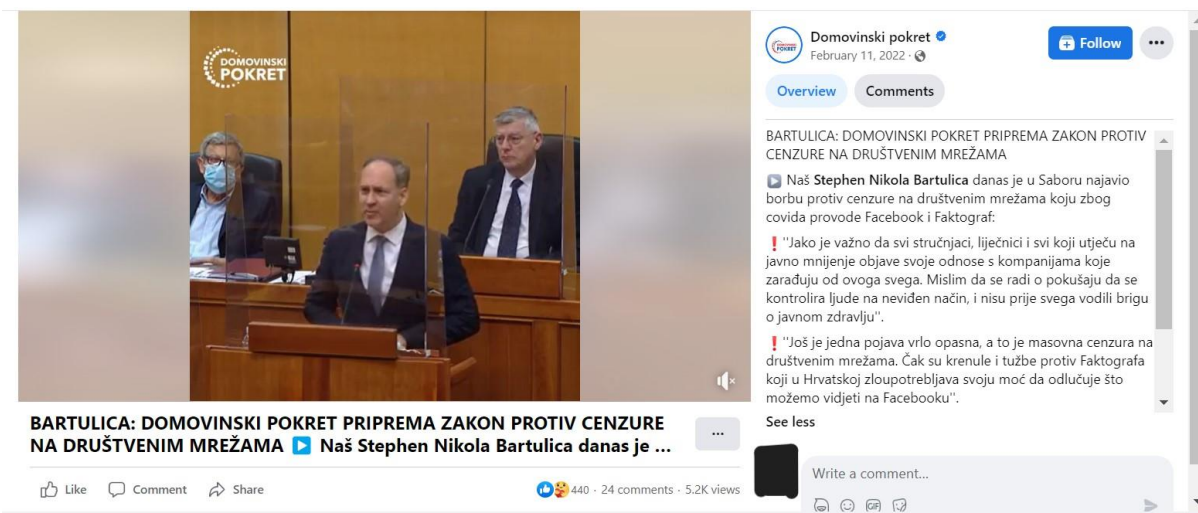 DOMOVINSKI
POKRET
BARTULICA: DOMOVINSKI POKRET PRIPREMA ZAKON PROTIV CENZURE
NA DRUŠTVENIM MREŽAMA ▶ Naš Stephen Nikola Bartulica danas je ...
...
Like Comment Share 440 · 24 comments · 5.2K views
Domovinski pokret
February 11, 2022 ·
Follow
...
Overview Comments
BARTULICA: DOMOVINSKI POKRET PRIPREMA ZAKON PROTIV
CENZURE NA DRUŠTVENIM MREŽAMA
▶ Naš Stephen Nikola Bartulica danas je u Saboru najavio
borbu protiv cenzure na društvenim mrežama koju zbog
covida provode Facebook i Faktograf:
❗ "Jako je važno da svi stručnjaci, liječnici i svi koji utječu na
javno mnijenje objave svoje odnose s kompanijama koje
zarađuju od ovoga svega. Mislim da se radi o pokušaju da se
kontrolira ljude na neviđen način, i nisu prije svega vodili brigu
o javnom zdravlju".
❗ "Još je jedna pojava vrlo opasna, a to je masovna cenzura na
društvenim mrežama. Čak su krenule i tužbe protiv Faktografa
koji u Hrvatskoj zloupotrebljava svoju moć da odlučuje što
možemo vidjeti na Facebooku".
See less
Write a comment...
GIF